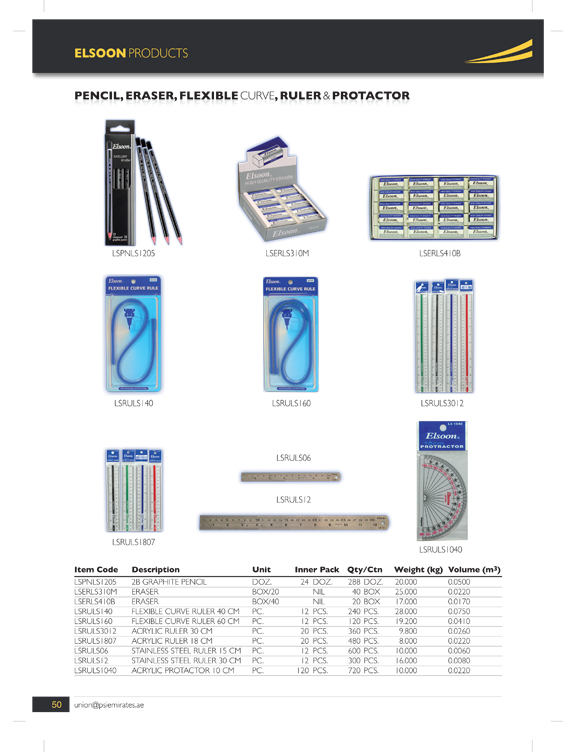 ELSOON PRODUCTS
PENCIL, ERASER, FLEXIBLE CURVE, RULER & PROTACTOR
LSPNLS1205
LSERLS310M
LSERLS410B
Elsoon
FLEXIBLE CURVE RULE
Elsoon
FLEXIBLE CURVE RULE
LSRULS140
LSRULS160
LSRULS3012
LSRULS06
LSRULS12
Elsoon
PROTRACTOR
LSRULS1807
LSRULS1040
Item Code Description Unit Inner Pack Qty/Ctn Weight (kg) Volume (m3)
LSPNLS1205 2B GRAPHITE PENCIL DOZ. 24 DOZ. 288 DOZ. 20.000 0.0500
LSERLS310M ERASER BOX/20 NIL 40 BOX 25.000 0.0220
LSERLS410B ERASER BOX/40 NIL 20 BOX 17.000 0.0170
LSRULS140 FLEXIBLE CURVE RULER 40 CM PC. 12 PCS. 240 PCS. 28.000 0.0750
LSRULS160 FLEXIBLE CURVE RULER 60 CM PC. 12 PCS. 120 PCS. 19.200 0.0410
LSRULS3012 ACRYLIC RULER 30 CM PC. 20 PCS. 360 PCS. 9.800 0.0260
LSRULS1807 ACRYLIC RULER 18 CM PC. 20 PCS. 480 PCS. 8.000 0.0220
LSRULS06 STAINLESS STEEL RULER 15 CM PC. 12 PCS. 600 PCS. 10.000 0.0060
LSRULS12 STAINLESS STEEL RULER 30 CM PC. 12 PCS. 300 PCS. 16.000 0.0080
LSRULS1040 ACRYLIC PROTACTOR 10 CM PC. 120 PCS. 720 PCS. 10.000 0.0220
50 union@psiemirates.ae